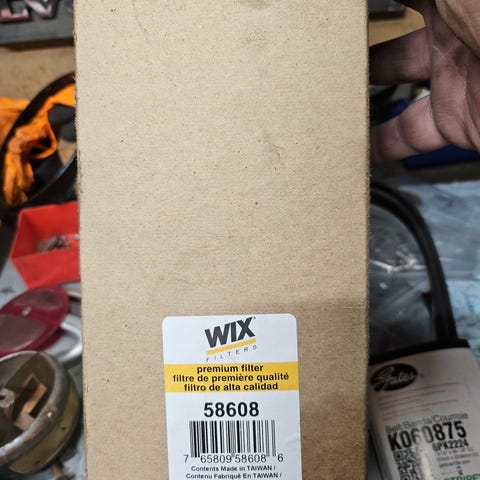 WIX
FILTERS
premium filter
filtre de première qualité
filtro de alta calidad
58608
7 65809 58608 6
Contents Made in TAIWAN /
Contenu Fabriqué En TAIWAN /
Gates
Belt/Banda/Courroie
K060875
6PK2224